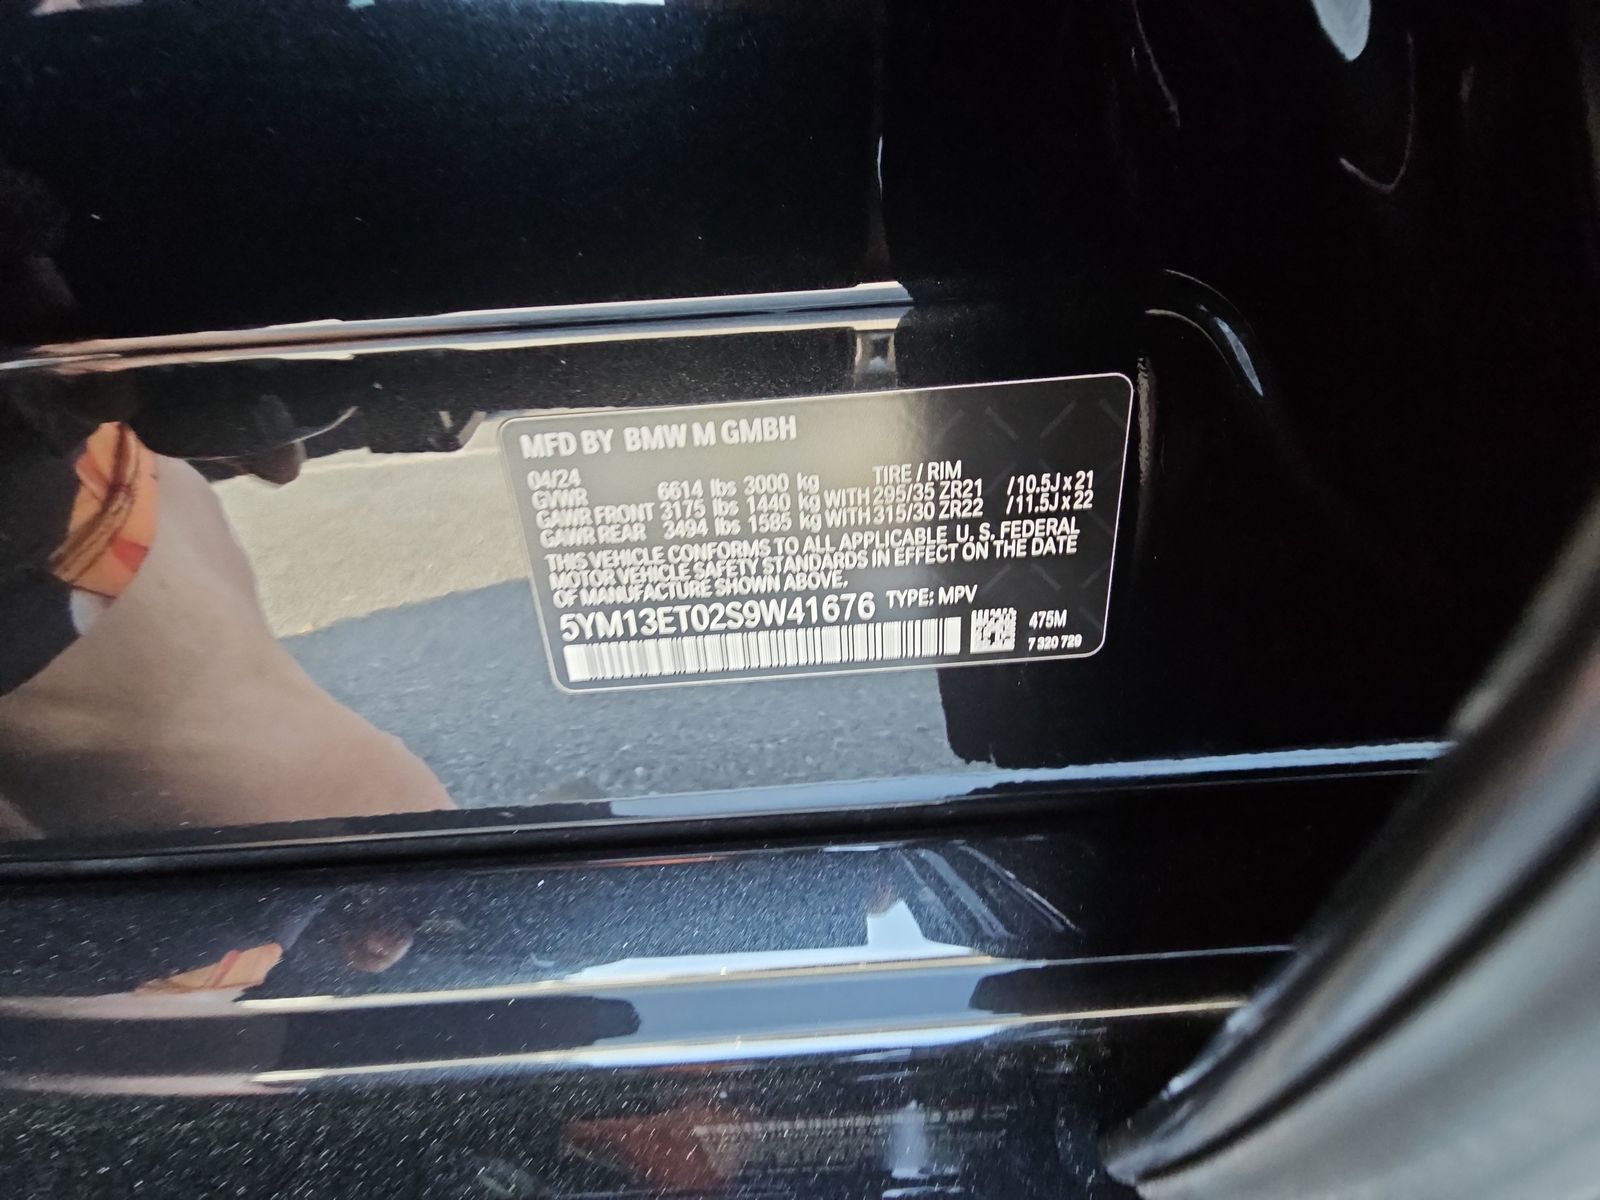 MFD BY BMW M GMBH
04/24 TIRE / RIM
GVWR 6614 lbs 3000 kg
GAWR FRONT 3175 lbs 1440 kg WITH 295/35 ZR21 /10.5J x 21
GAWR REAR 3494 lbs 1585 kg WITH 315/30 ZR22 /11.5J x 22
THIS VEHICLE CONFORMS TO ALL APPLICABLE U. S. FEDERAL
MOTOR VEHICLE SAFETY STANDARDS IN EFFECT ON THE DATE
OF MANUFACTURE SHOWN ABOVE.
5YM13ET02S9W41676 TYPE: MPV
475M
7 320 729